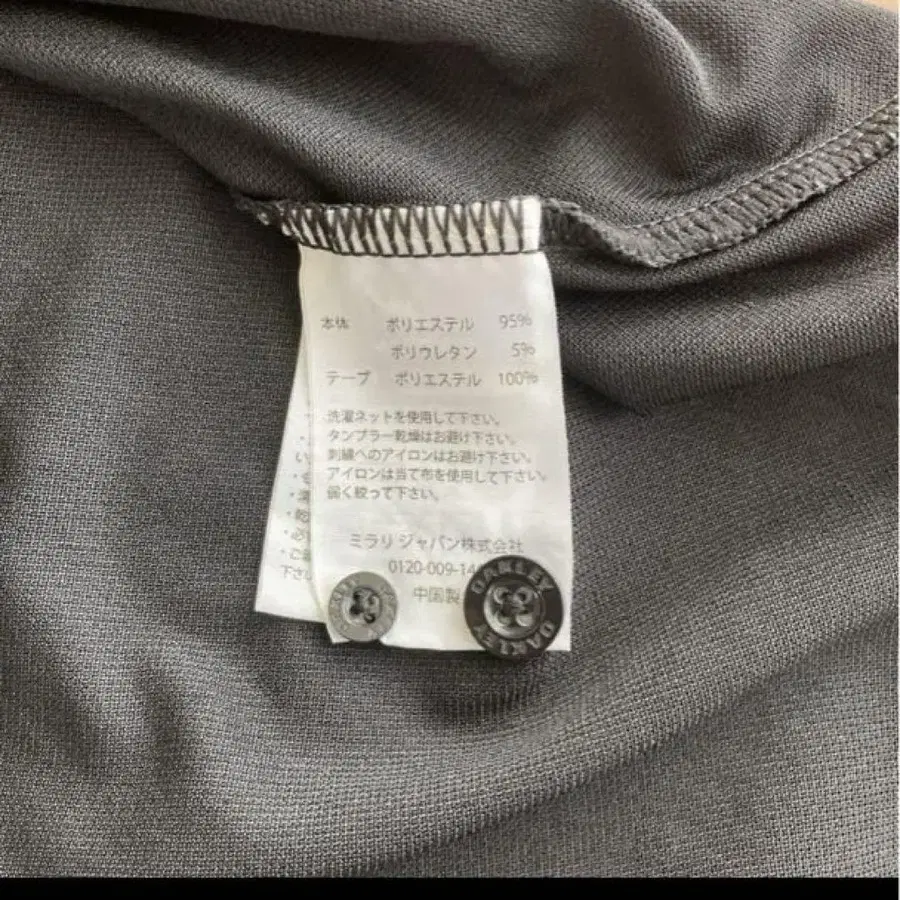 本体 ポリエステル 95%
ポリウレタン 5%
テープ ポリエステル 100%
洗濯ネットを使用して下さい。
タンブラー乾燥はお避け下さい。
刺繍へのアイロンはお避け下さい。
アイロンは当て布を使用して下さい。
弱く絞って下さい。
ミラリ ジャパン株式会社
0120-009-14
中国製
OAKLEY OAKLEY
下さ